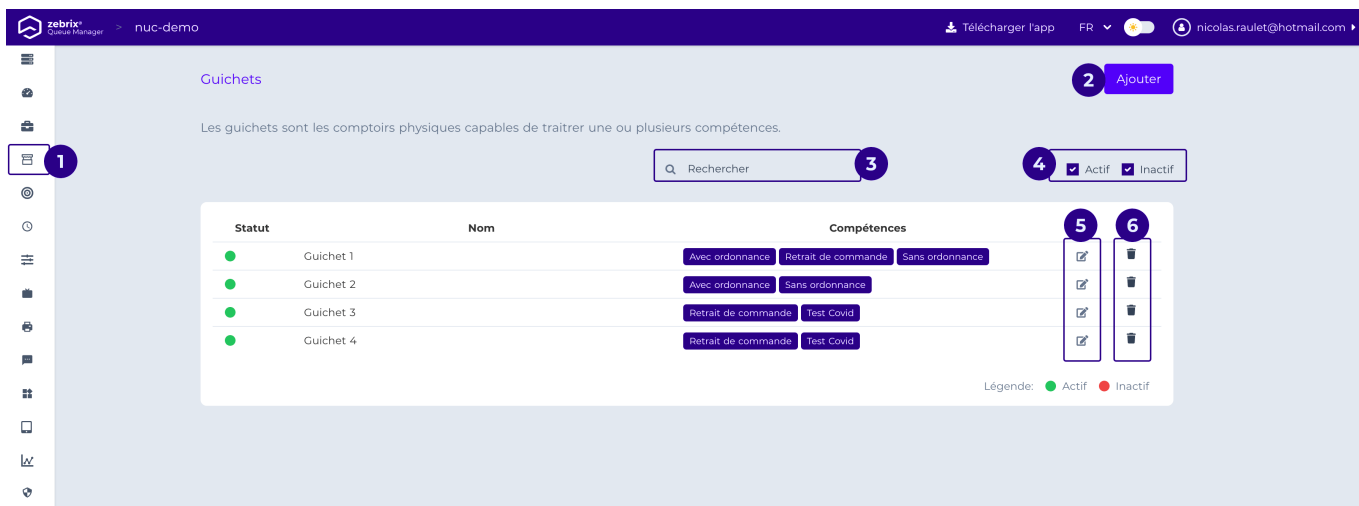 zebrix®
Queue Manager > nuc-demo Télécharger l'app FR nicolas.raulet@hotmail.com
Guichets 2 Ajouter
Les guichets sont les comptoirs physiques capables de traitrer une ou plusieurs compétences.
1 Rechercher 3 4 Actif Inactif
Statut Nom Compétences 5 6
Guichet 1 Avec ordonnance Retrait de commande Sans ordonnance
Guichet 2 Avec ordonnance Sans ordonnance
Guichet 3 Retrait de commande Test Covid
Guichet 4 Retrait de commande Test Covid
Légende: Actif Inactif